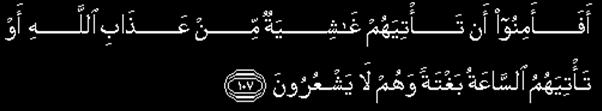 أَفَأَمِنُوٓا۟ أَن تَأْتِيَهُمْ غَـٰشِيَةٌ مِّنْ عَذَابِ ٱللَّهِ أَوْ
تَأْتِيَهُمُ ٱلسَّاعَةُ بَغْتَةً وَهُمْ لَا يَشْعُرُونَ ١٠٧